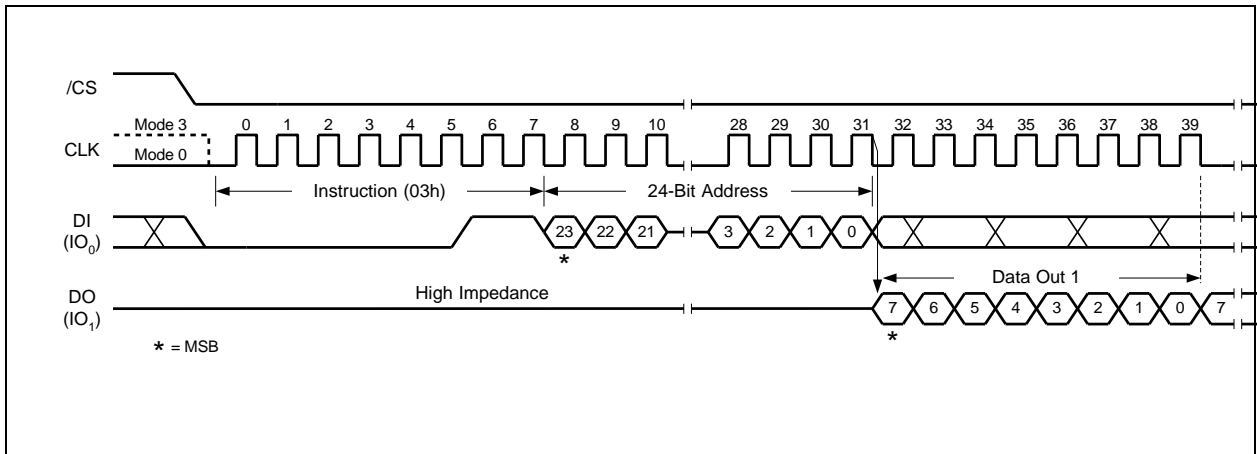 /CS
Mode 3
0 1 2 3 4 5 6 7 8 9 10 28 29 30 31 32 33 34 35 36 37 38 39
CLK
Mode 0
Instruction (03h)
24-Bit Address
DI
(IO0)
23 22 21 3 2 1 0
*
Data Out 1
DO
(IO1)
High Impedance
7 6 5 4 3 2 1 0 7
*
* = MSB